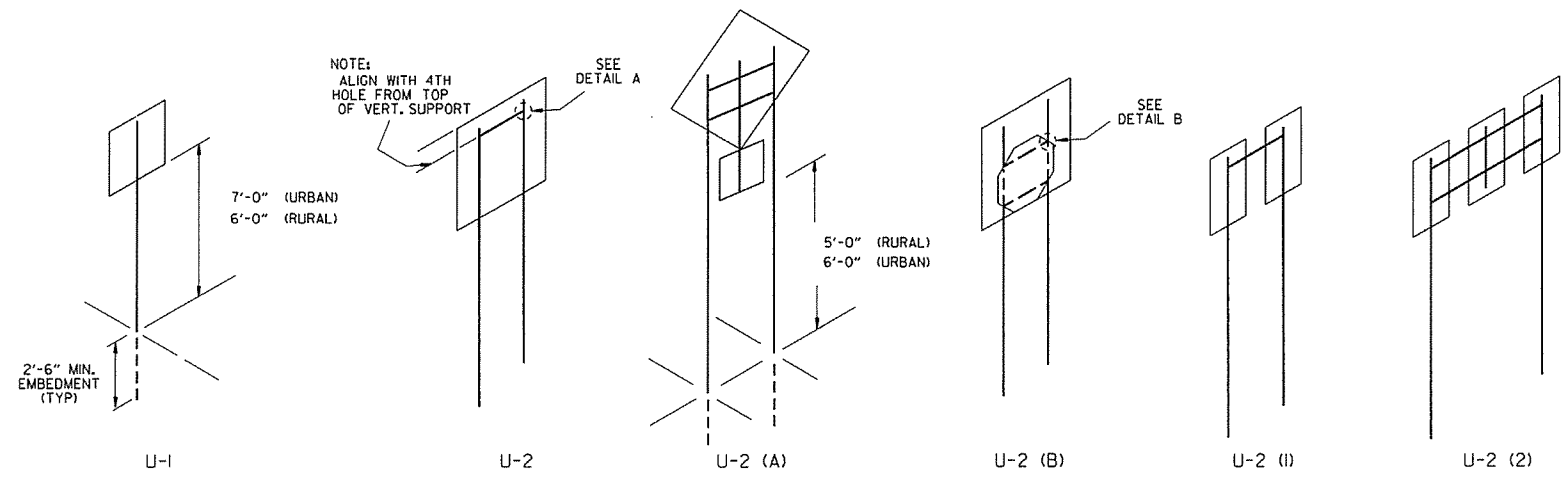 7'-0" (URBAN)
6'-0" (RURAL)
2'-6" MIN.
EMBEDMENT
(TYP)
U-1
NOTE:
ALIGN WITH 4TH
HOLE FROM TOP
OF VERT. SUPPORT
SEE
DETAIL A
U-2
5'-0" (RURAL)
6'-0" (URBAN)
U-2 (A)
SEE
DETAIL B
U-2 (B)
U-2 (1)
U-2 (2)